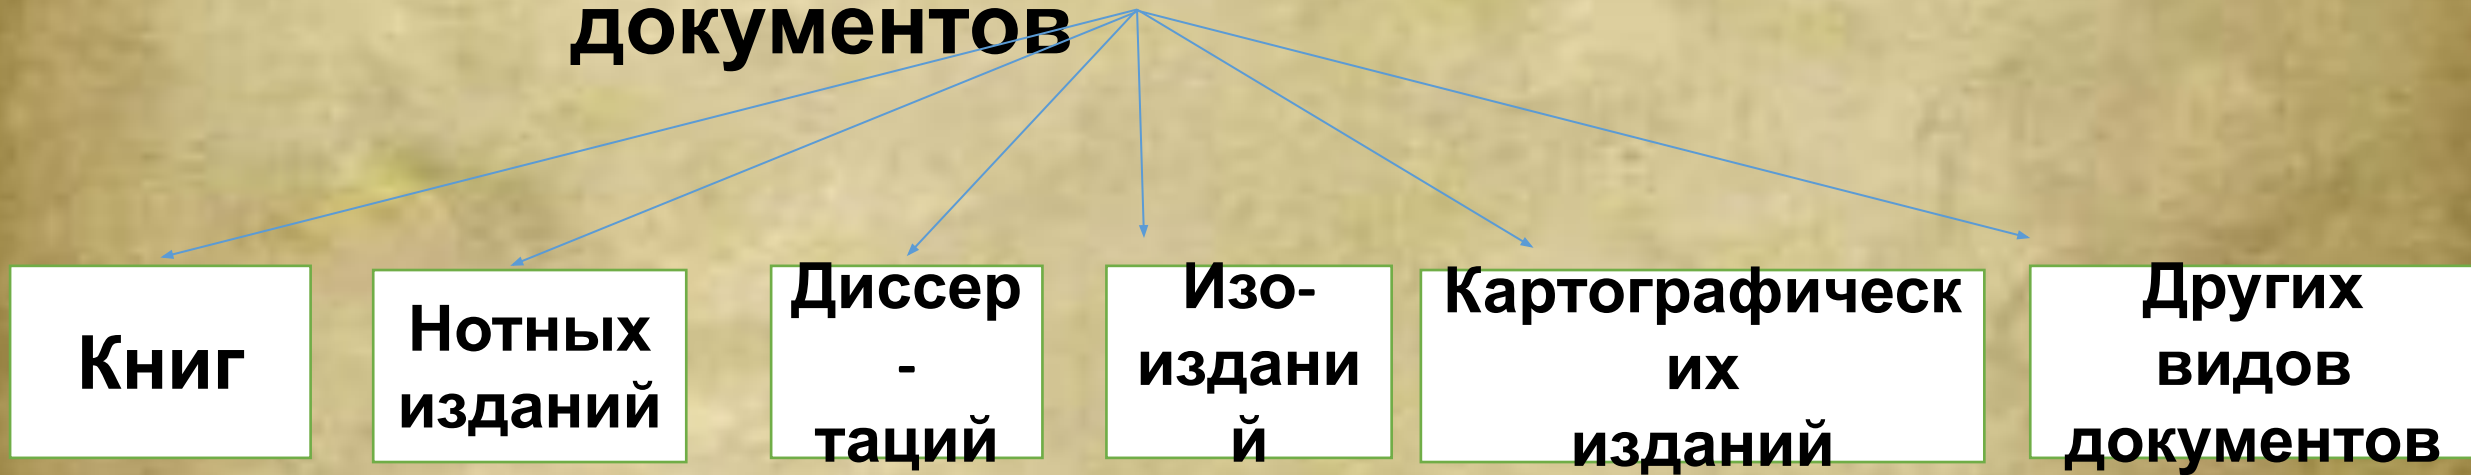 документов
Книг
Нотных
изданий
Диссер
-
таций
Изо-
издани
й
Картографическ
их
изданий
Других
видов
документов